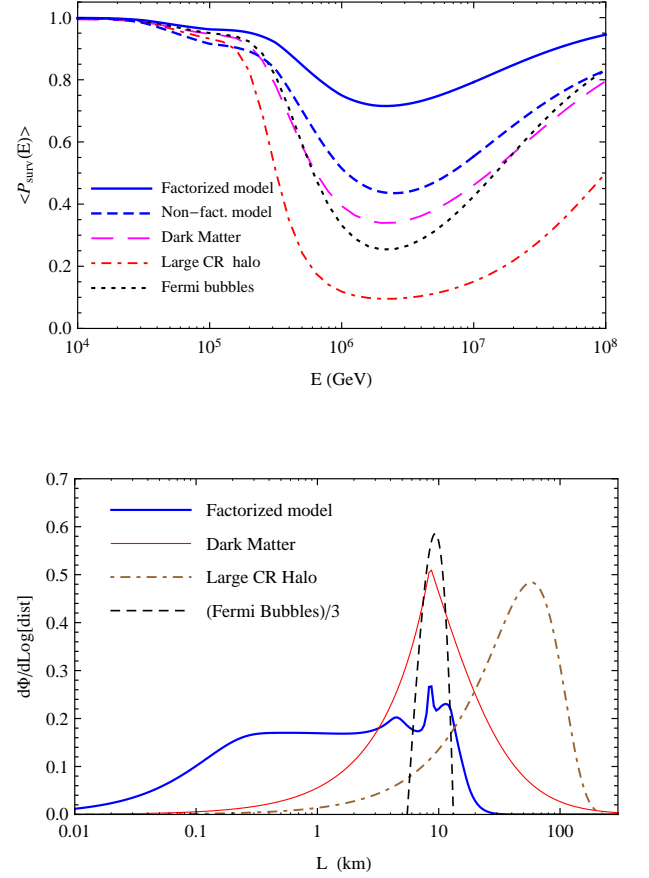 1.0
0.8
0.6
0.4
0.2
0.0
<P_surv(E)>
Factorized model
Non-fact. model
Dark Matter
Large CR halo
Fermi bubbles
10^4 10^5 10^6 10^7 10^8
E (GeV)
0.7
0.6
0.5
0.4
0.3
0.2
0.1
0.0
dΦ/dLog[dist]
Factorized model
Dark Matter
Large CR Halo
(Fermi Bubbles)/3
0.01 0.1 1 10 100
L (km)